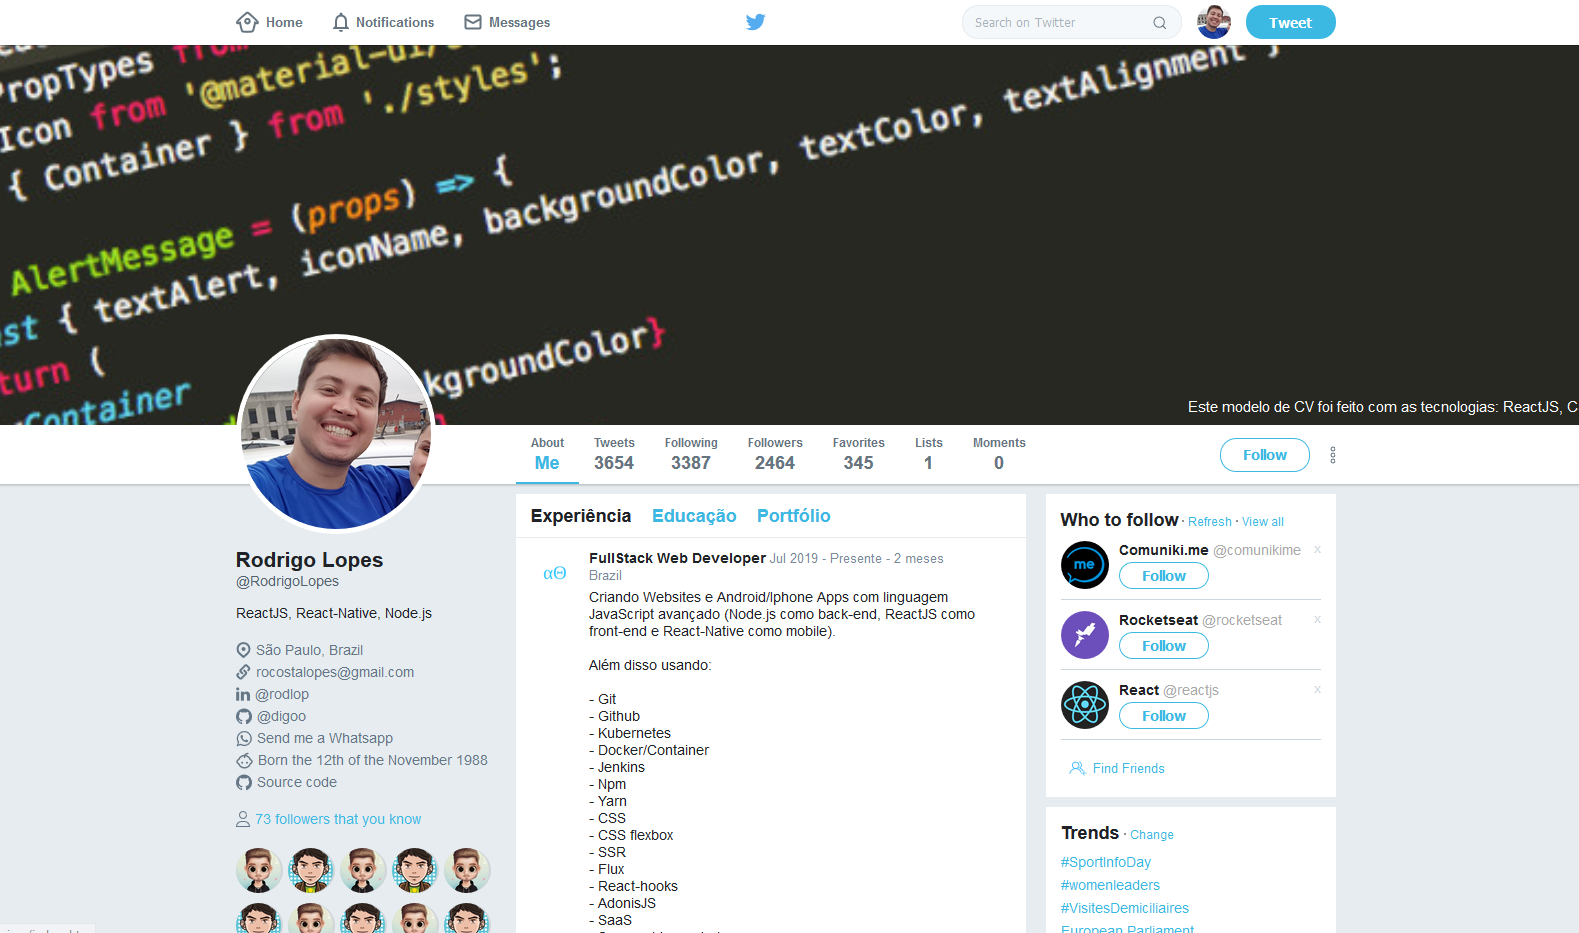 Home
Notifications
Messages
Search on Twitter
Tweet
PropTypes from
Icon from '@material-ui/
{ Container } from './styles';
AlertMessage = (props) => {
{ textAlert, iconName, backgroundColor, textColor, textAlignment }
(
Container
backgroundColor}
Este modelo de CV foi feito com as tecnologias: ReactJS, C
About
Me
Tweets
3654
Following
3387
Followers
2464
Favorites
345
Lists
1
Moments
0
Follow
Rodrigo Lopes
@RodrigoLopes
ReactJS, React-Native, Node.js
São Paulo, Brazil
rocostalopes@gmail.com
@rodlop
@digoo
Send me a Whatsapp
Born the 12th of the November 1988
Source code
73 followers that you know
Experiência Educação Portfólio
αΘ
FullStack Web Developer Jul 2019 - Presente - 2 meses
Brazil
Criando Websites e Android/Iphone Apps com linguagem
JavaScript avançado (Node.js como back-end, ReactJS como
front-end e React-Native como mobile).
Além disso usando:
- Git
- Github
- Kubernetes
- Docker/Container
- Jenkins
- Npm
- Yarn
- CSS
- CSS flexbox
- SSR
- Flux
- React-hooks
- AdonisJS
- SaaS
Who to follow · Refresh · View all
me
Comuniki.me @comunikime x
Follow
Rocketseat @rocketseat x
Follow
React @reactjs x
Follow
Find Friends
Trends · Change
#SportInfoDay
#womenleaders
#VisitesDemiciliaires
European Parliament